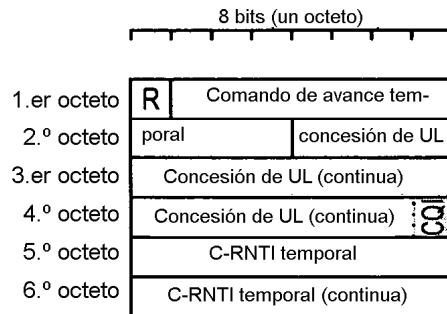 8 bits (un octeto)
1.er octeto R Comando de avance tem-
2.º octeto poral concesión de UL
3.er octeto Concesión de UL (continua)
4.º octeto Concesión de UL (continua) CQI
5.º octeto C-RNTI temporal
6.º octeto C-RNTI temporal (continua)